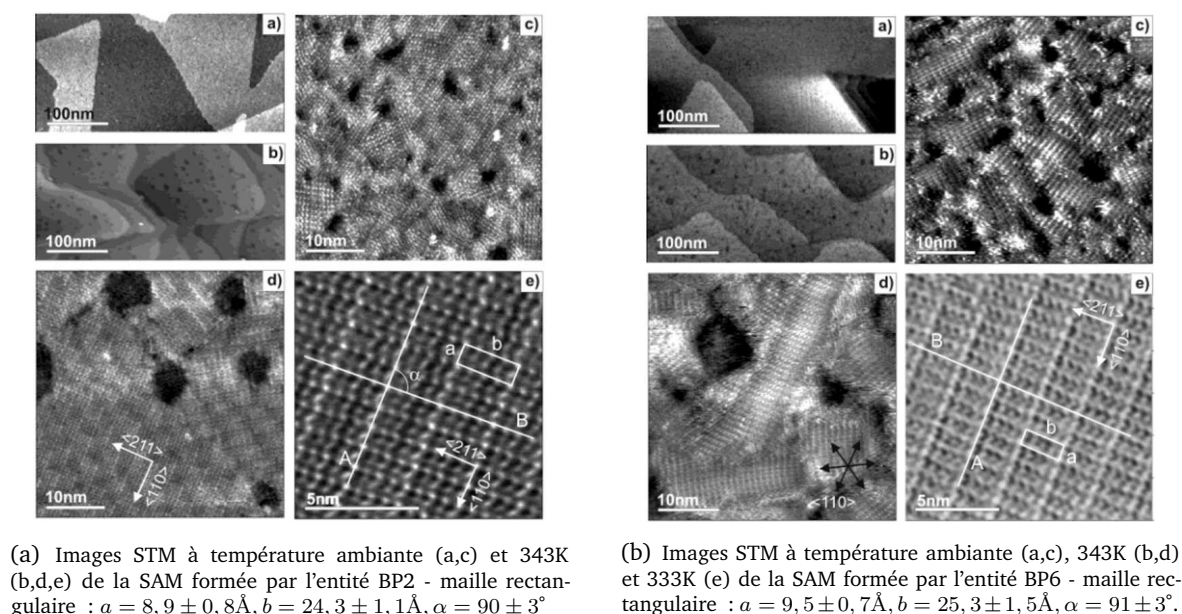 a)
100nm
b)
100nm
c)
10nm
d)
<211>
<110>
10nm
e)
a
b
α
B
A
<211>
<110>
5nm
(a) Images STM à température ambiante (a,c) et 343K
(b,d,e) de la SAM formée par l'entité BP2 - maille rectan-
gulaire : a = 8, 9 ± 0, 8Å, b = 24, 3 ± 1, 1Å, α = 90 ± 3°
a)
100nm
b)
100nm
c)
10nm
d)
10nm
<110>
e)
<211>
<110>
B
b
a
A
5nm
(b) Images STM à température ambiante (a,c), 343K (b,d)
et 333K (e) de la SAM formée par l'entité BP6 - maille rec-
tangulaire : a = 9, 5 ± 0, 7Å, b = 25, 3 ± 1, 5Å, α = 91 ± 3°.